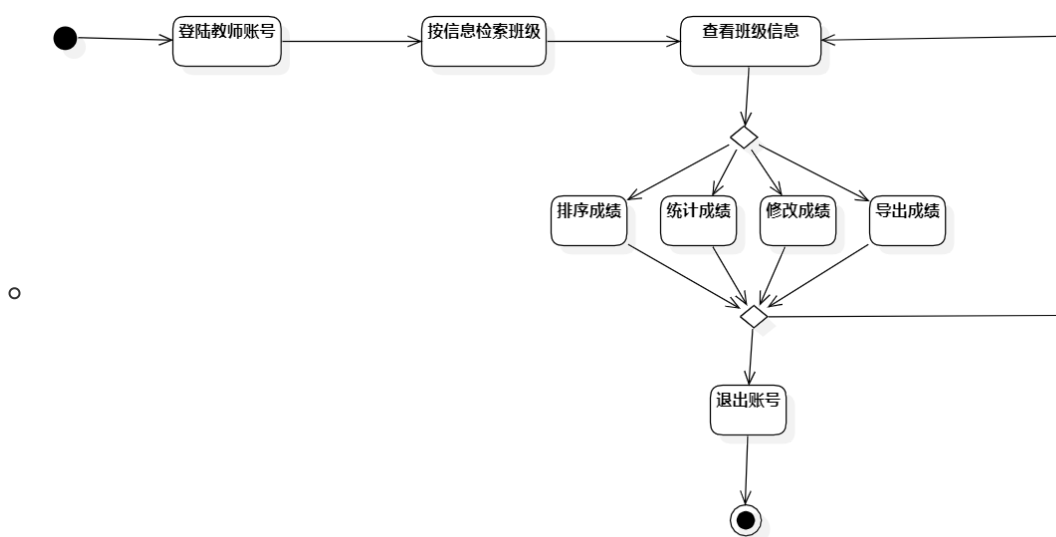 登陆教师账号
按信息检索班级
查看班级信息
排序成绩
统计成绩
修改成绩
导出成绩
退出账号